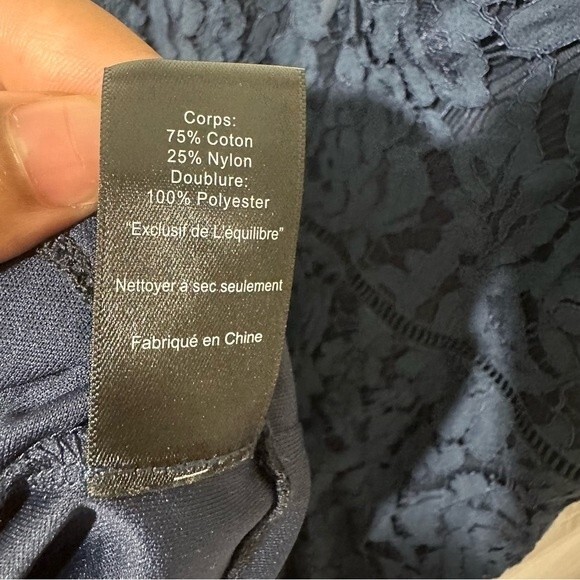 Corps:
75% Coton
25% Nylon
Doublure:
100% Polyester
"Exclusif de L'équilibre"
Nettoyer à sec seulement
Fabriqué en Chine